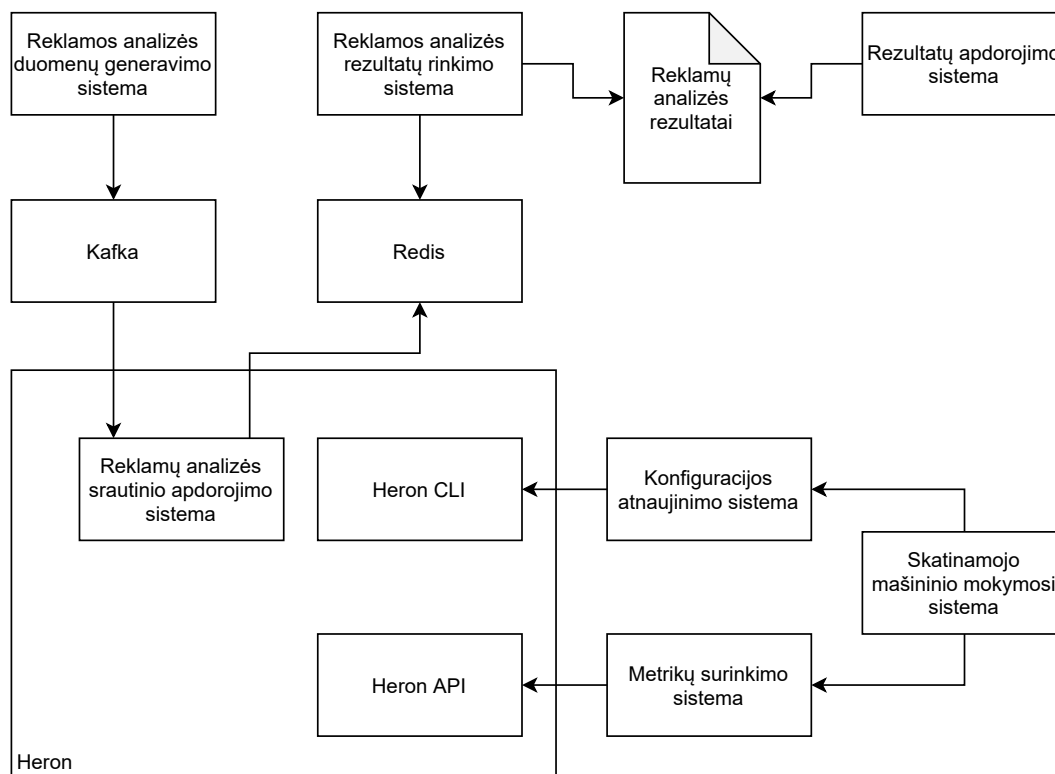 Reklamos analizės
duomenų generavimo
sistema
Reklamos analizės
rezultatų rinkimo
sistema
Reklamų
analizės
rezultatai
Rezultatų apdorojimo
sistema
Kafka
Redis
Reklamų analizės
srautinio apdorojimo
sistema
Heron CLI
Konfiguracijos
atnaujinimo sistema
Skatinamojo
mašininio mokymosi
sistema
Heron API
Metrikų surinkimo
sistema
Heron